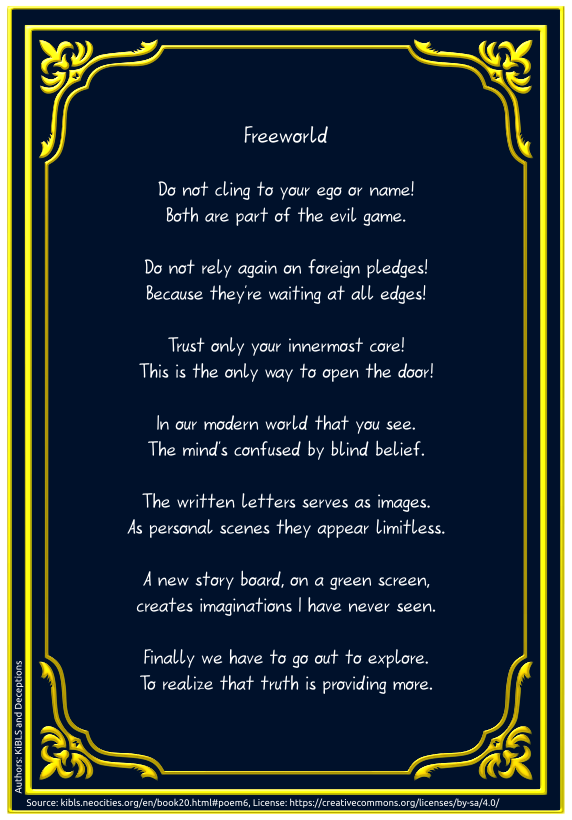 Freeworld
Do not cling to your ego or name!
Both are part of the evil game.
Do not rely again on foreign pledges!
Because they're waiting at all edges!
Trust only your innermost core!
This is the only way to open the door!
In our modern world that you see.
The mind's confused by blind belief.
The written letters serves as images.
As personal scenes they appear limitless.
A new story board, on a green screen,
creates imaginations I have never seen.
Finally we have to go out to explore.
To realize that truth is providing more.
Authors: KiBLS and Deceptions
Source: kibls.neocities.org/en/book20.html#poem6, License: https://creativecommons.org/licenses/by-sa/4.0/